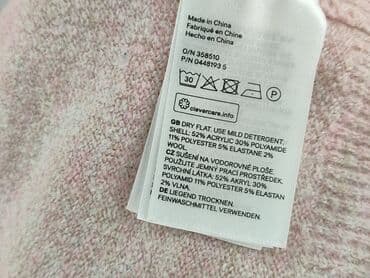 Made in China
Fabriqué en Chine
Hecho en China
O/N 358510
P/N 0448193 5
30 P
clevercare.info
GB DRY FLAT. USE MILD DETERGENT.
SHELL: 52% ACRYLIC 30% POLYAMIDE
11% POLYESTER 5% ELASTANE 2%
WOOL.
CZ SUŠENÍ NA VODOROVNÉ PLOŠE.
POUŽIJTE JEMNÝ PRACÍ PROSTŘEDEK.
SVRCHNÍ LÁTKA: 52% AKRYL 30%
POLYAMID 11% POLYESTER 5% ELASTAN
2% VLNA.
DE LIEGEND TROCKNEN.
FEINWASCHMITTEL VERWENDEN.